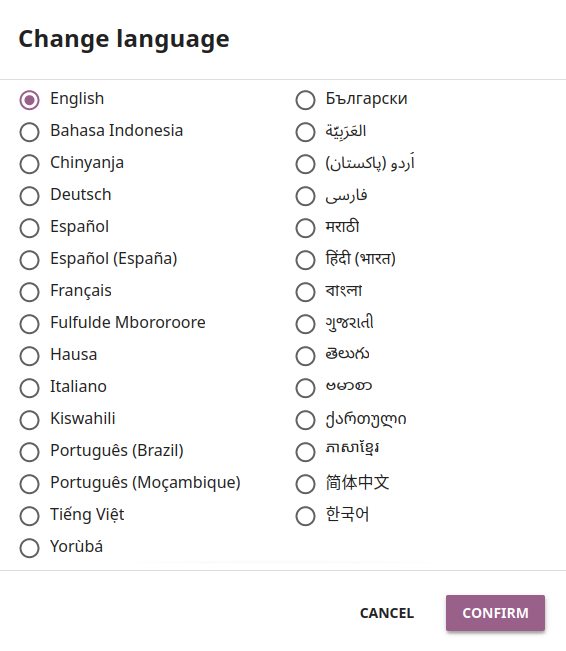 Change language
English
Bahasa Indonesia
Chinyanja
Deutsch
Español
Español (España)
Français
Fulfulde Mbororoore
Hausa
Italiano
Kiswahili
Português (Brazil)
Português (Moçambique)
Tiếng Việt
Yorùbá
Български
العَرَبِيَّة
اُردو (پاکستان)
فارسی
मराठी
हिंदी (भारत)
বাংলা
ગુજરાતી
తెలుగు
ဗမာစာ
ქართული
ភាសាខ្មែរ
简体中文
한국어
CANCEL
CONFIRM